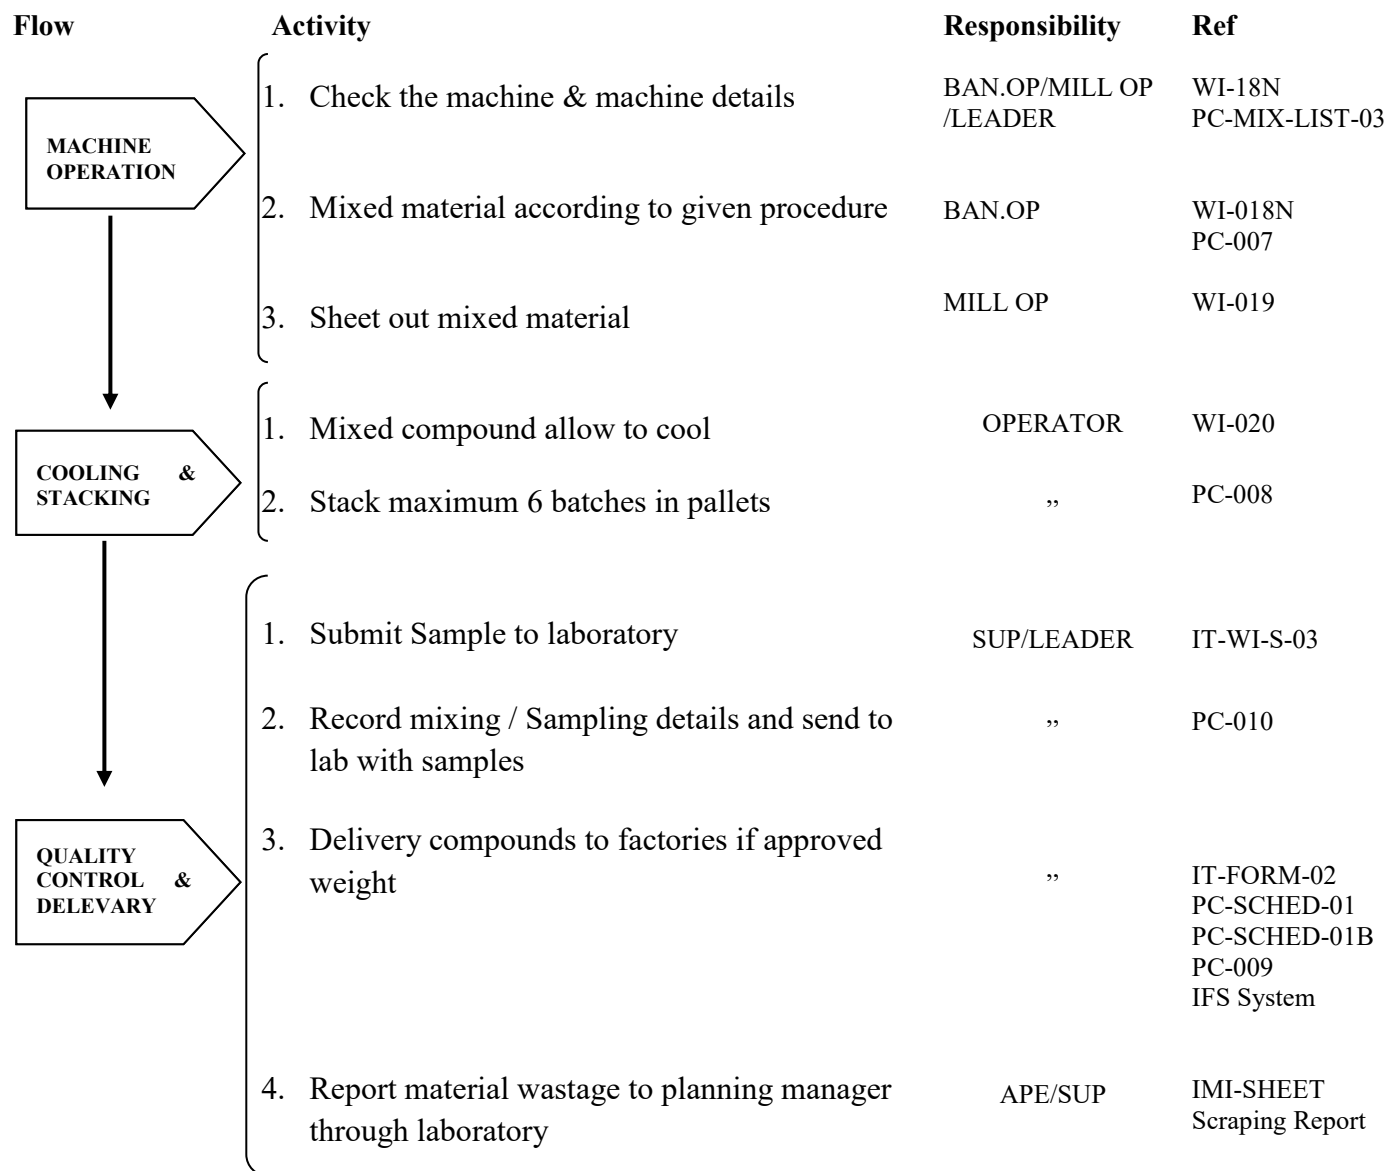 Flow Activity Responsibility Ref
MACHINE
OPERATION
1. Check the machine & machine details
BAN.OP/MILL OP
/LEADER
WI-18N
PC-MIX-LIST-03
2. Mixed material according to given procedure
BAN.OP
WI-018N
PC-007
3. Sheet out mixed material
MILL OP
WI-019
COOLING &
STACKING
1. Mixed compound allow to cool
OPERATOR
WI-020
2. Stack maximum 6 batches in pallets
”
PC-008
QUALITY
CONTROL &
DELEVARY
1. Submit Sample to laboratory
SUP/LEADER
IT-WI-S-03
2. Record mixing / Sampling details and send to
lab with samples
”
PC-010
3. Delivery compounds to factories if approved
weight
”
IT-FORM-02
PC-SCHED-01
PC-SCHED-01B
PC-009
IFS System
4. Report material wastage to planning manager
through laboratory
APE/SUP
IMI-SHEET
Scraping Report